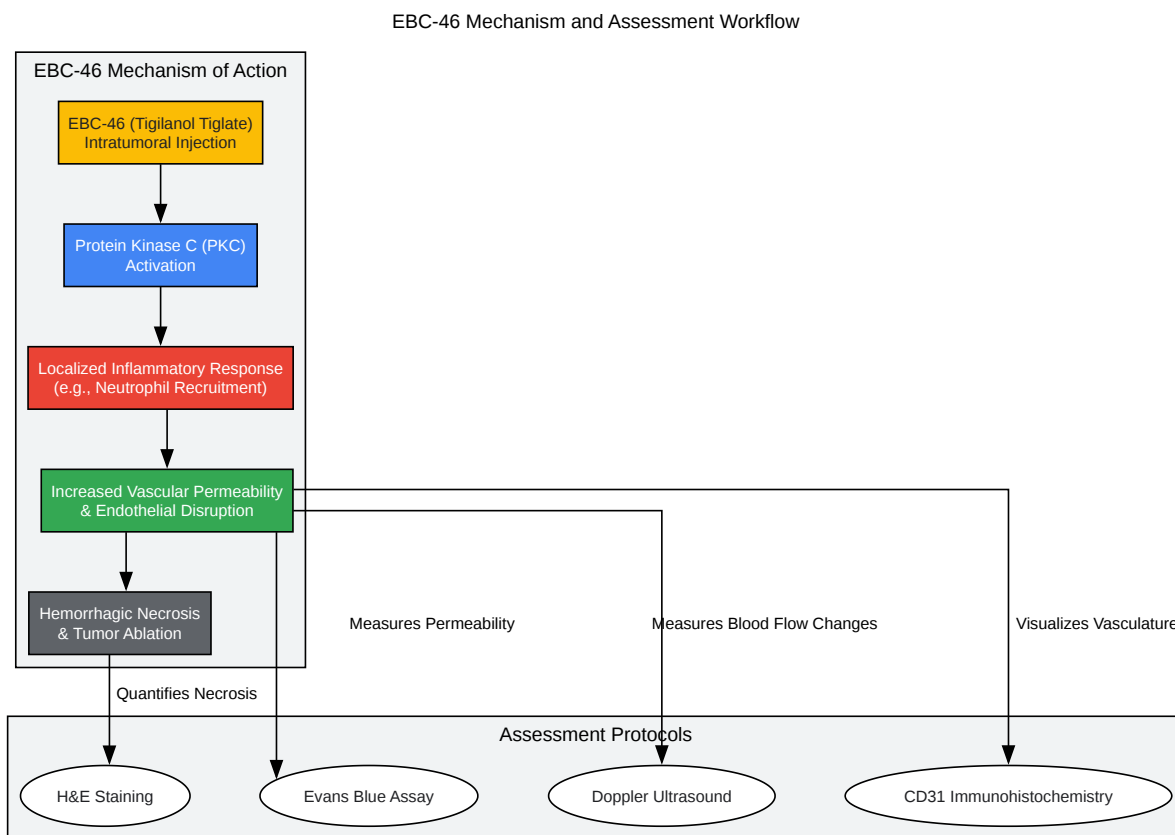 EBC-46 Mechanism and Assessment Workflow
EBC-46 Mechanism of Action
EBC-46 (Tigilanol Tiglate)
Intratumoral Injection
Protein Kinase C (PKC)
Activation
Localized Inflammatory Response
(e.g., Neutrophil Recruitment)
Increased Vascular Permeability
& Endothelial Disruption
Hemorrhagic Necrosis
& Tumor Ablation
Measures Permeability
Measures Blood Flow Changes
Visualizes Vasculature
Quantifies Necrosis
Assessment Protocols
H&E Staining
Evans Blue Assay
Doppler Ultrasound
CD31 Immunohistochemistry